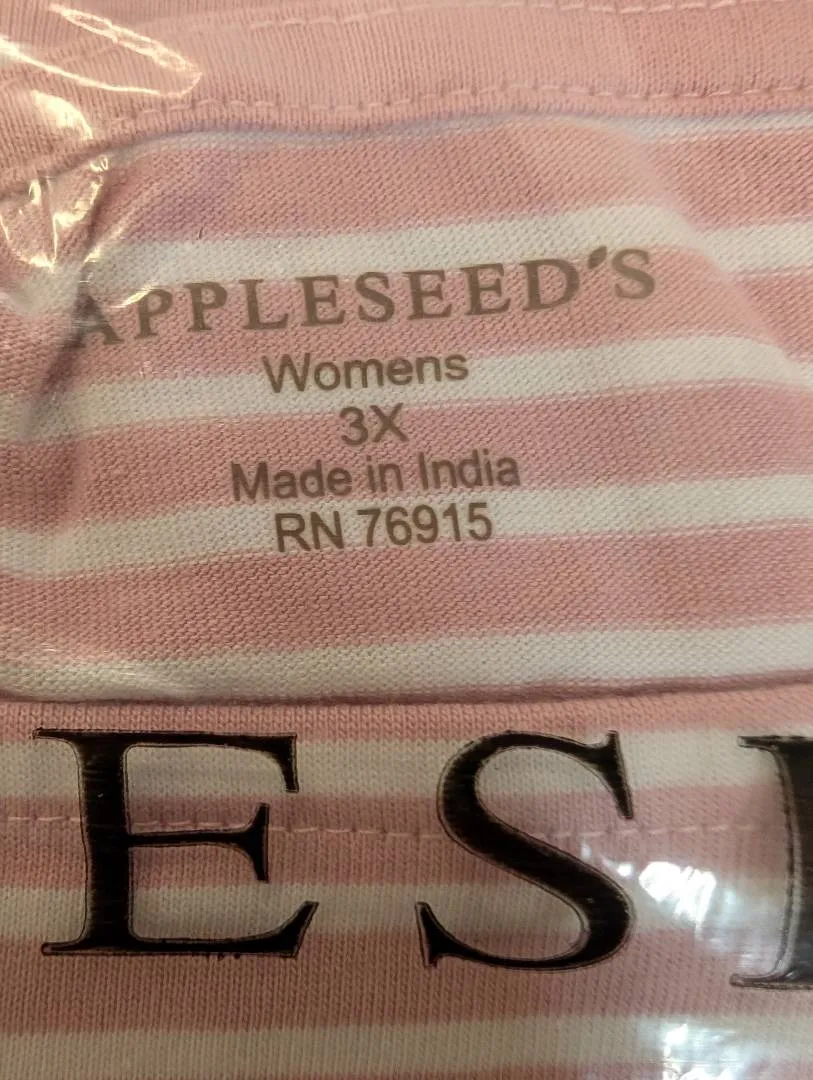 APPLESEED'S
Womens
3X
Made in India
RN 76915
ES